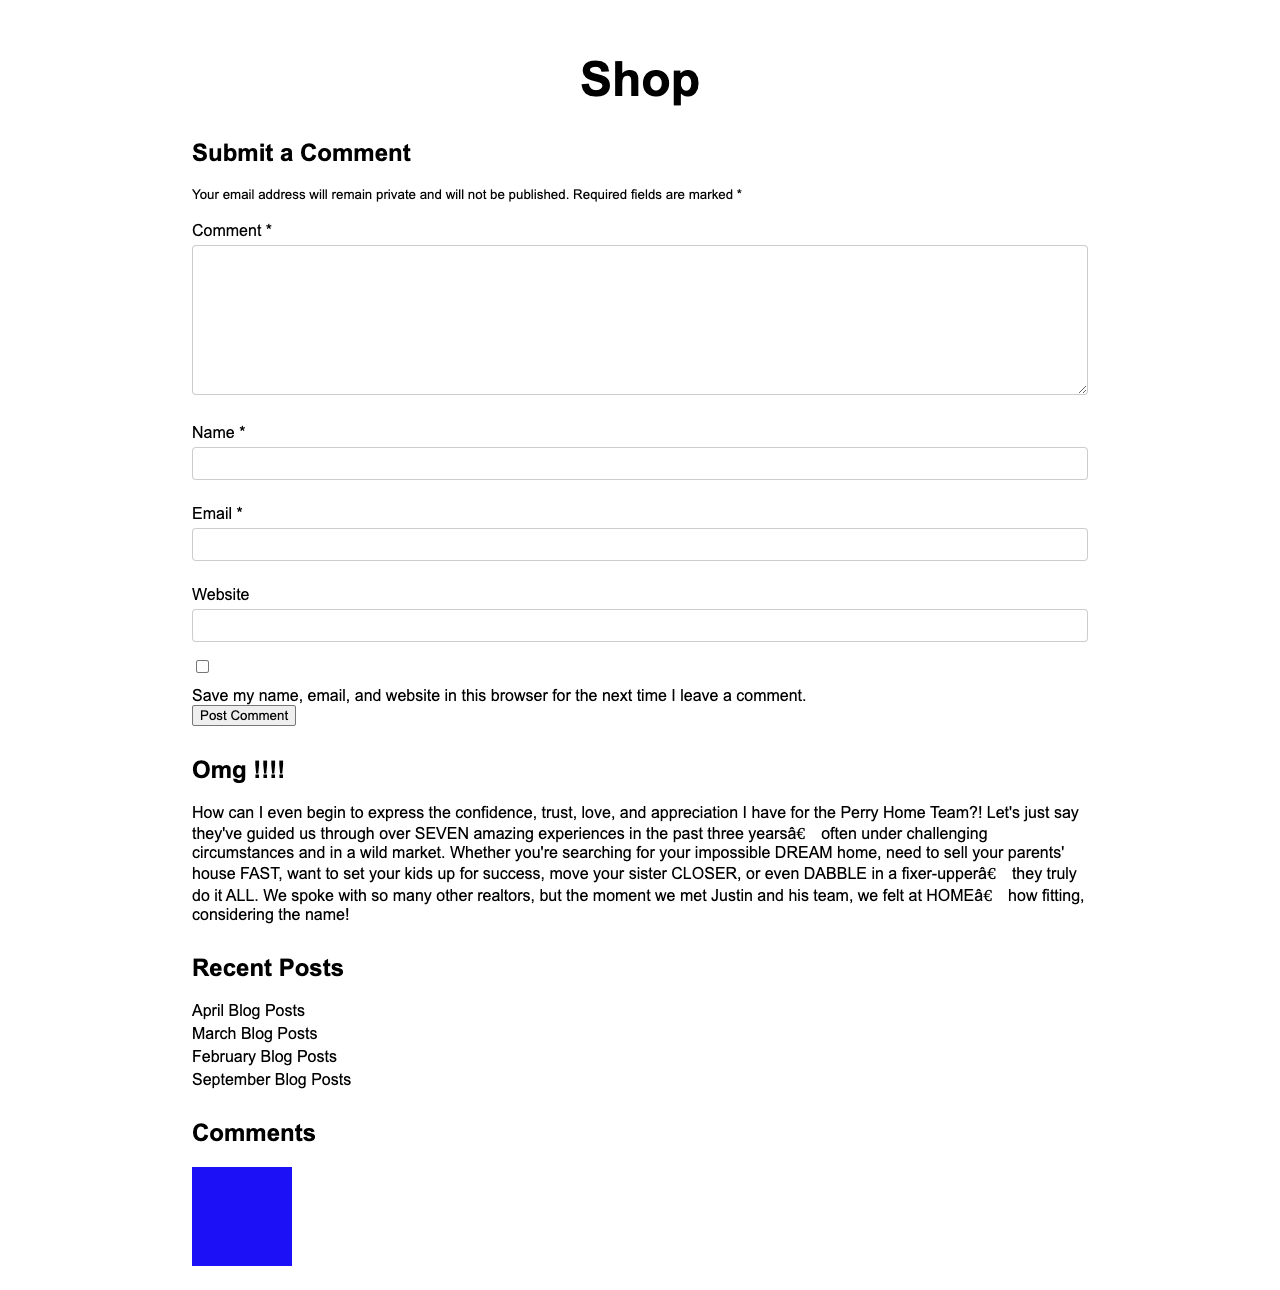 Shop
Submit a Comment
Your email address will remain private and will not be published. Required fields are marked *
Comment *
Name *
Email *
Website
Save my name, email, and website in this browser for the next time I leave a comment.
Post Comment
Omg !!!!
How can I even begin to express the confidence, trust, love, and appreciation I have for the Perry Home Team?! Let's just say
they've guided us through over SEVEN amazing experiences in the past three yearsâ€ often under challenging
circumstances and in a wild market. Whether you're searching for your impossible DREAM home, need to sell your parents'
house FAST, want to set your kids up for success, move your sister CLOSER, or even DABBLE in a fixer-upperâ€ they truly
do it ALL. We spoke with so many other realtors, but the moment we met Justin and his team, we felt at HOMEâ€ how fitting,
considering the name!
Recent Posts
April Blog Posts
March Blog Posts
February Blog Posts
September Blog Posts
Comments